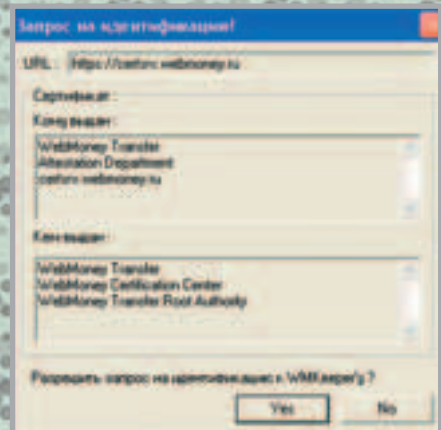 Запрос на идентификацию!
URL : https://certsrv.webmoney.ru
Сертификат :
Кому выдан :
WebMoney Transfer
Attestation Department
certsrv.webmoney.ru
Кем выдан :
WebMoney Transfer
WebMoney Certification Center
WebMoney Transfer Root Authority
Разрешить запрос на идентификацию к WMKeeper'у ?
Yes No